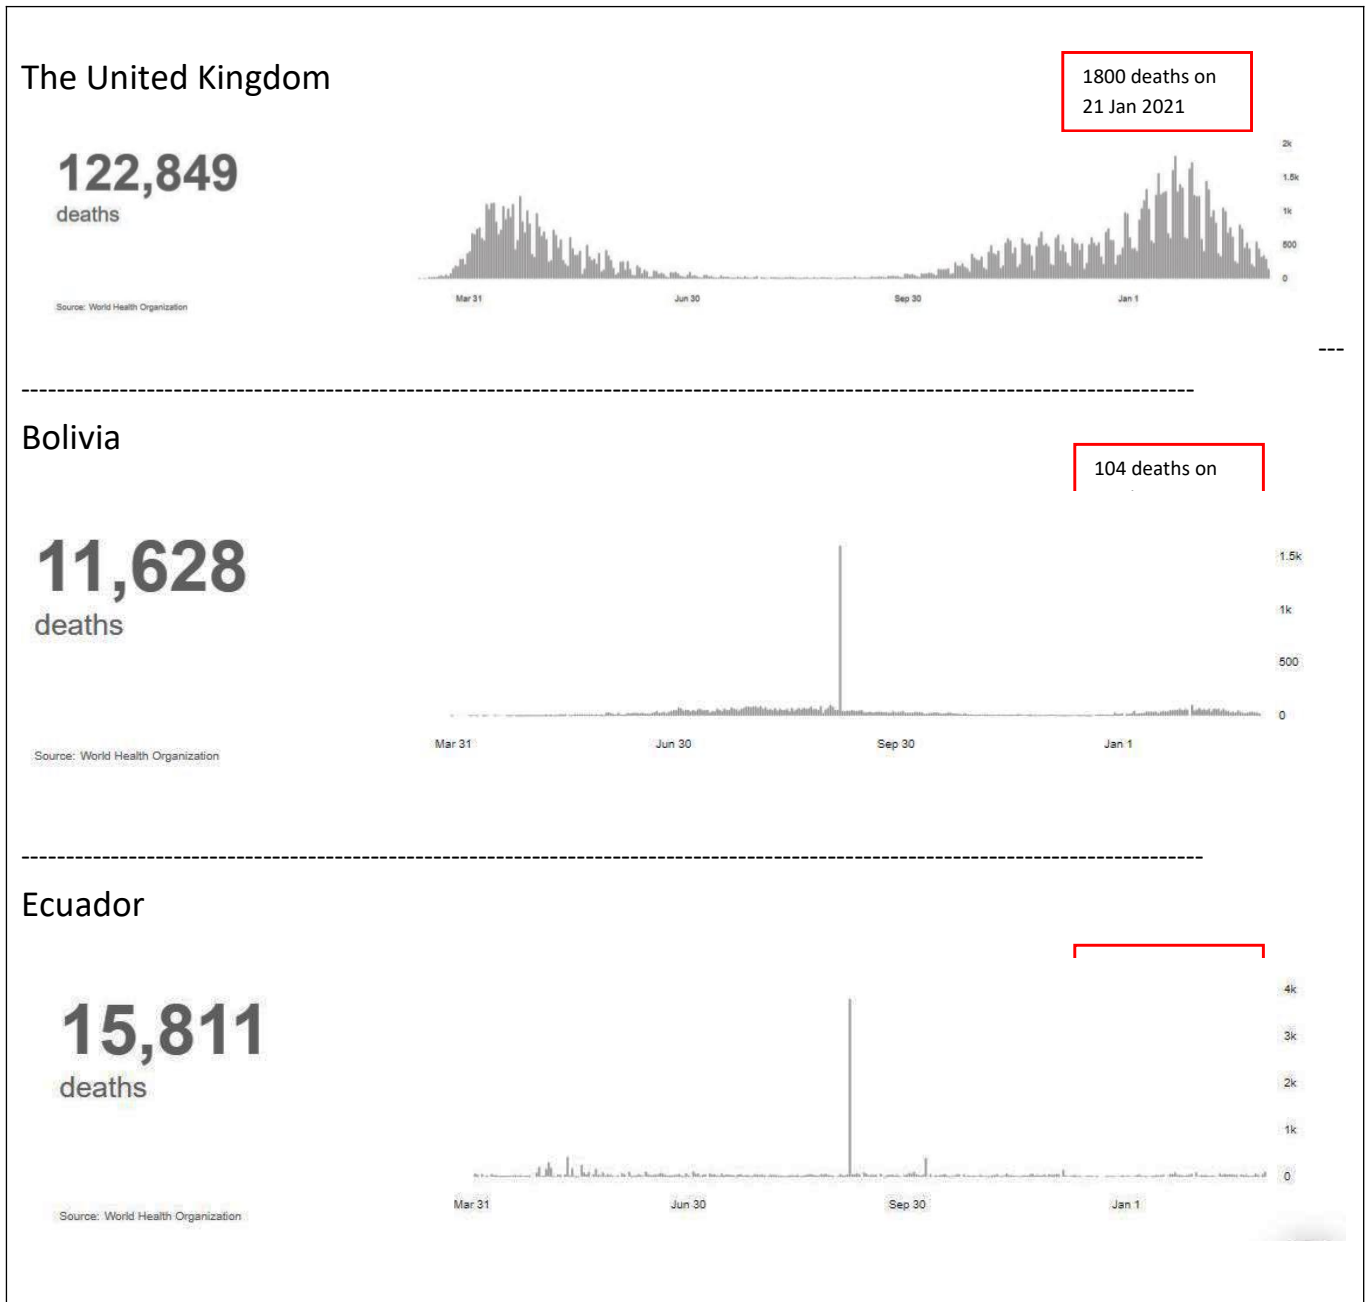 The United Kingdom
1800 deaths on
21 Jan 2021
122,849
deaths
2k
1.5k
1k
500
0
Mar 31 Jun 30 Sep 30 Jan 1
Source: World Health Organization
---
------------------------------------------------------------------------------------------------------------------------------------
Bolivia
104 deaths on
11,628
deaths
1.5k
1k
500
0
Mar 31 Jun 30 Sep 30 Jan 1
Source: World Health Organization
-------------------------------------------------------------------------------------------------------------------------------------
Ecuador
15,811
deaths
4k
3k
2k
1k
0
Mar 31 Jun 30 Sep 30 Jan 1
Source: World Health Organization